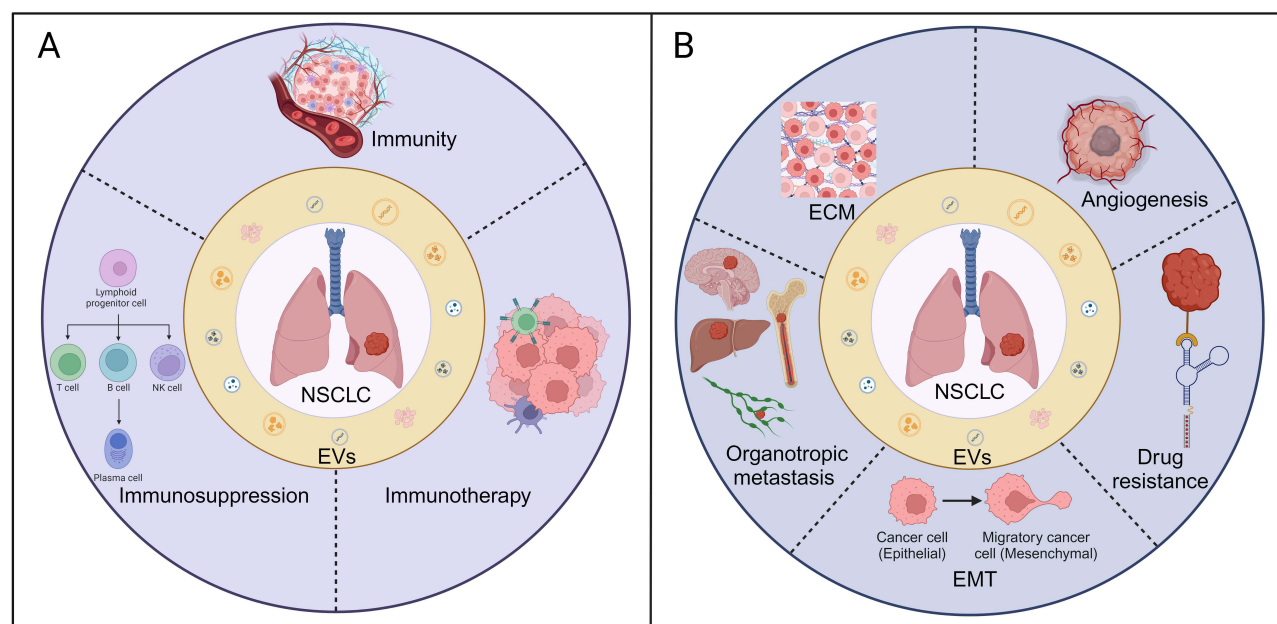 A
Immunity
Lymphoid
progenitor cell
T cell
B cell
NK cell
Plasma cell
Immunosuppression
Immunotherapy
NSCLC
EVs
B
ECM
Angiogenesis
Organotropic
metastasis
Drug
resistance
NSCLC
EVs
Cancer cell
(Epithelial)
Migratory cancer
cell (Mesenchymal)
EMT